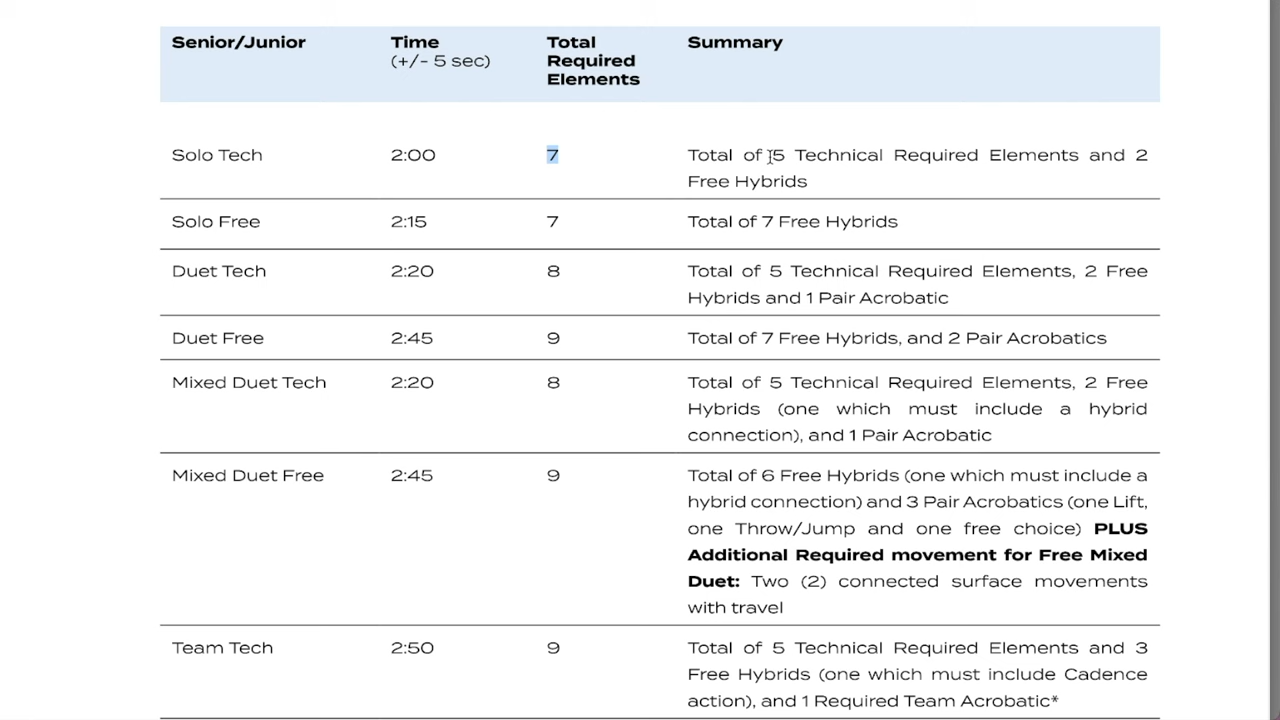 Senior/Junior Time Total Summary
(+/- 5 sec) Required
Elements
Solo Tech 2:00 7 Total of 5 Technical Required Elements and 2
Free Hybrids
Solo Free 2:15 7 Total of 7 Free Hybrids
Duet Tech 2:20 8 Total of 5 Technical Required Elements, 2 Free
Hybrids and 1 Pair Acrobatic
Duet Free 2:45 9 Total of 7 Free Hybrids, and 2 Pair Acrobatics
Mixed Duet Tech 2:20 8 Total of 5 Technical Required Elements, 2 Free
Hybrids (one which must include a hybrid
connection), and 1 Pair Acrobatic
Mixed Duet Free 2:45 9 Total of 6 Free Hybrids (one which must include a
hybrid connection) and 3 Pair Acrobatics (one Lift,
one Throw/Jump and one free choice) PLUS
Additional Required movement for Free Mixed
Duet: Two (2) connected surface movements
with travel
Team Tech 2:50 9 Total of 5 Technical Required Elements and 3
Free Hybrids (one which must include Cadence
action), and 1 Required Team Acrobatic*